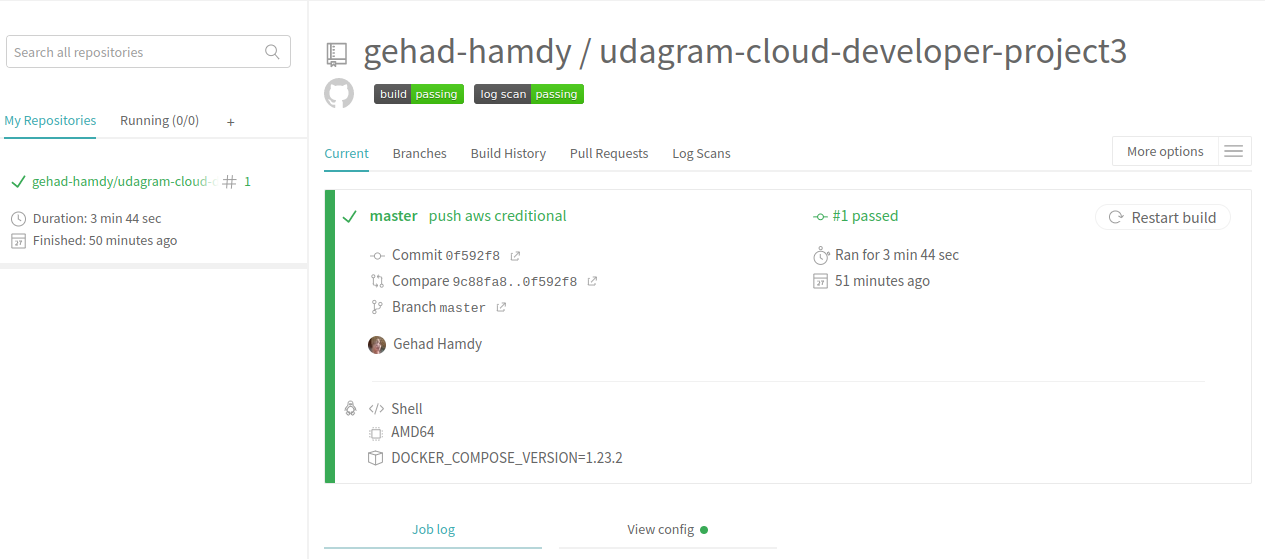 Search all repositories
My Repositories Running (0/0) +
gehad-hamdy/udagram-cloud- # 1
Duration: 3 min 44 sec
Finished: 50 minutes ago
gehad-hamdy / udagram-cloud-developer-project3
build passing log scan passing
Current Branches Build History Pull Requests Log Scans
More options
master push aws creditional
#1 passed
Restart build
Commit 0f592f8
Ran for 3 min 44 sec
Compare 9c88fa8..0f592f8
51 minutes ago
Branch master
Gehad Hamdy
</> Shell
AMD64
DOCKER_COMPOSE_VERSION=1.23.2
Job log View config